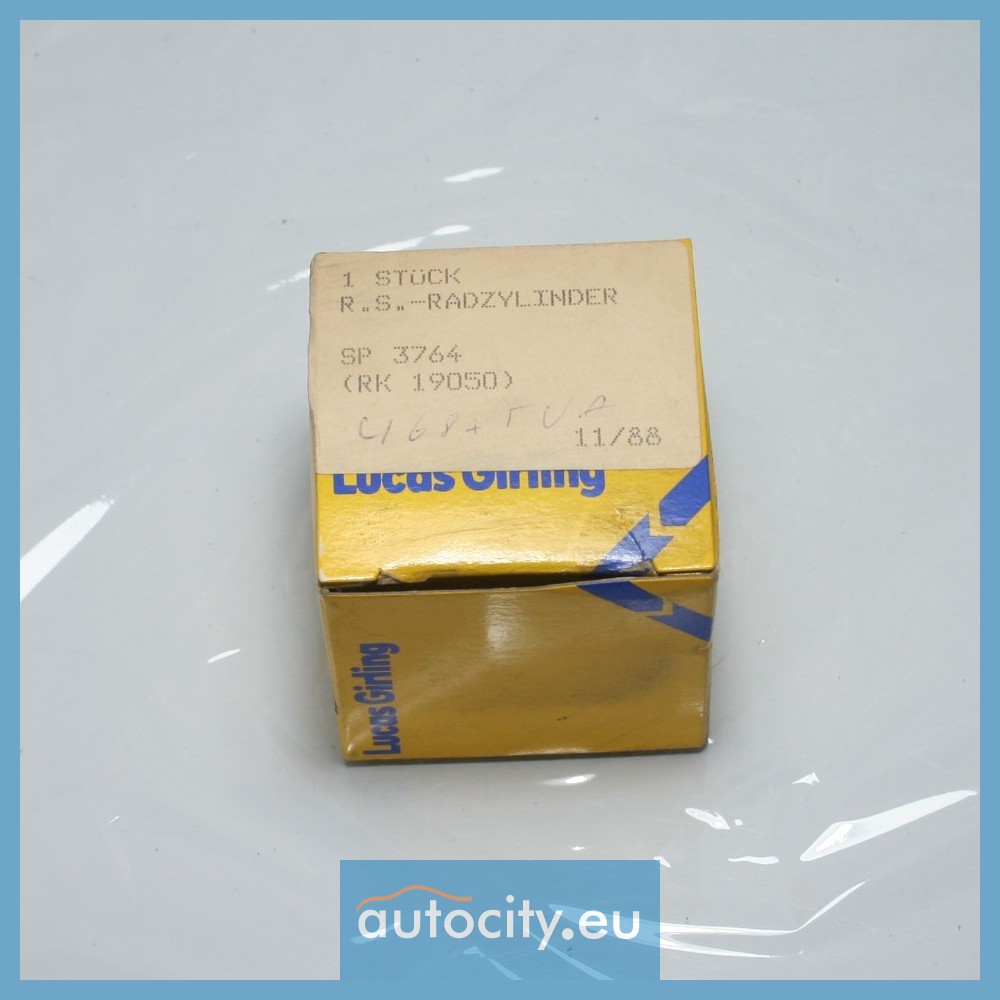 1 STÜCK
R.S.-RADZYLINDER
SP 3764
(RK 19050)
11/88
Lucas Girling
Lucas Girling
autocity.eu